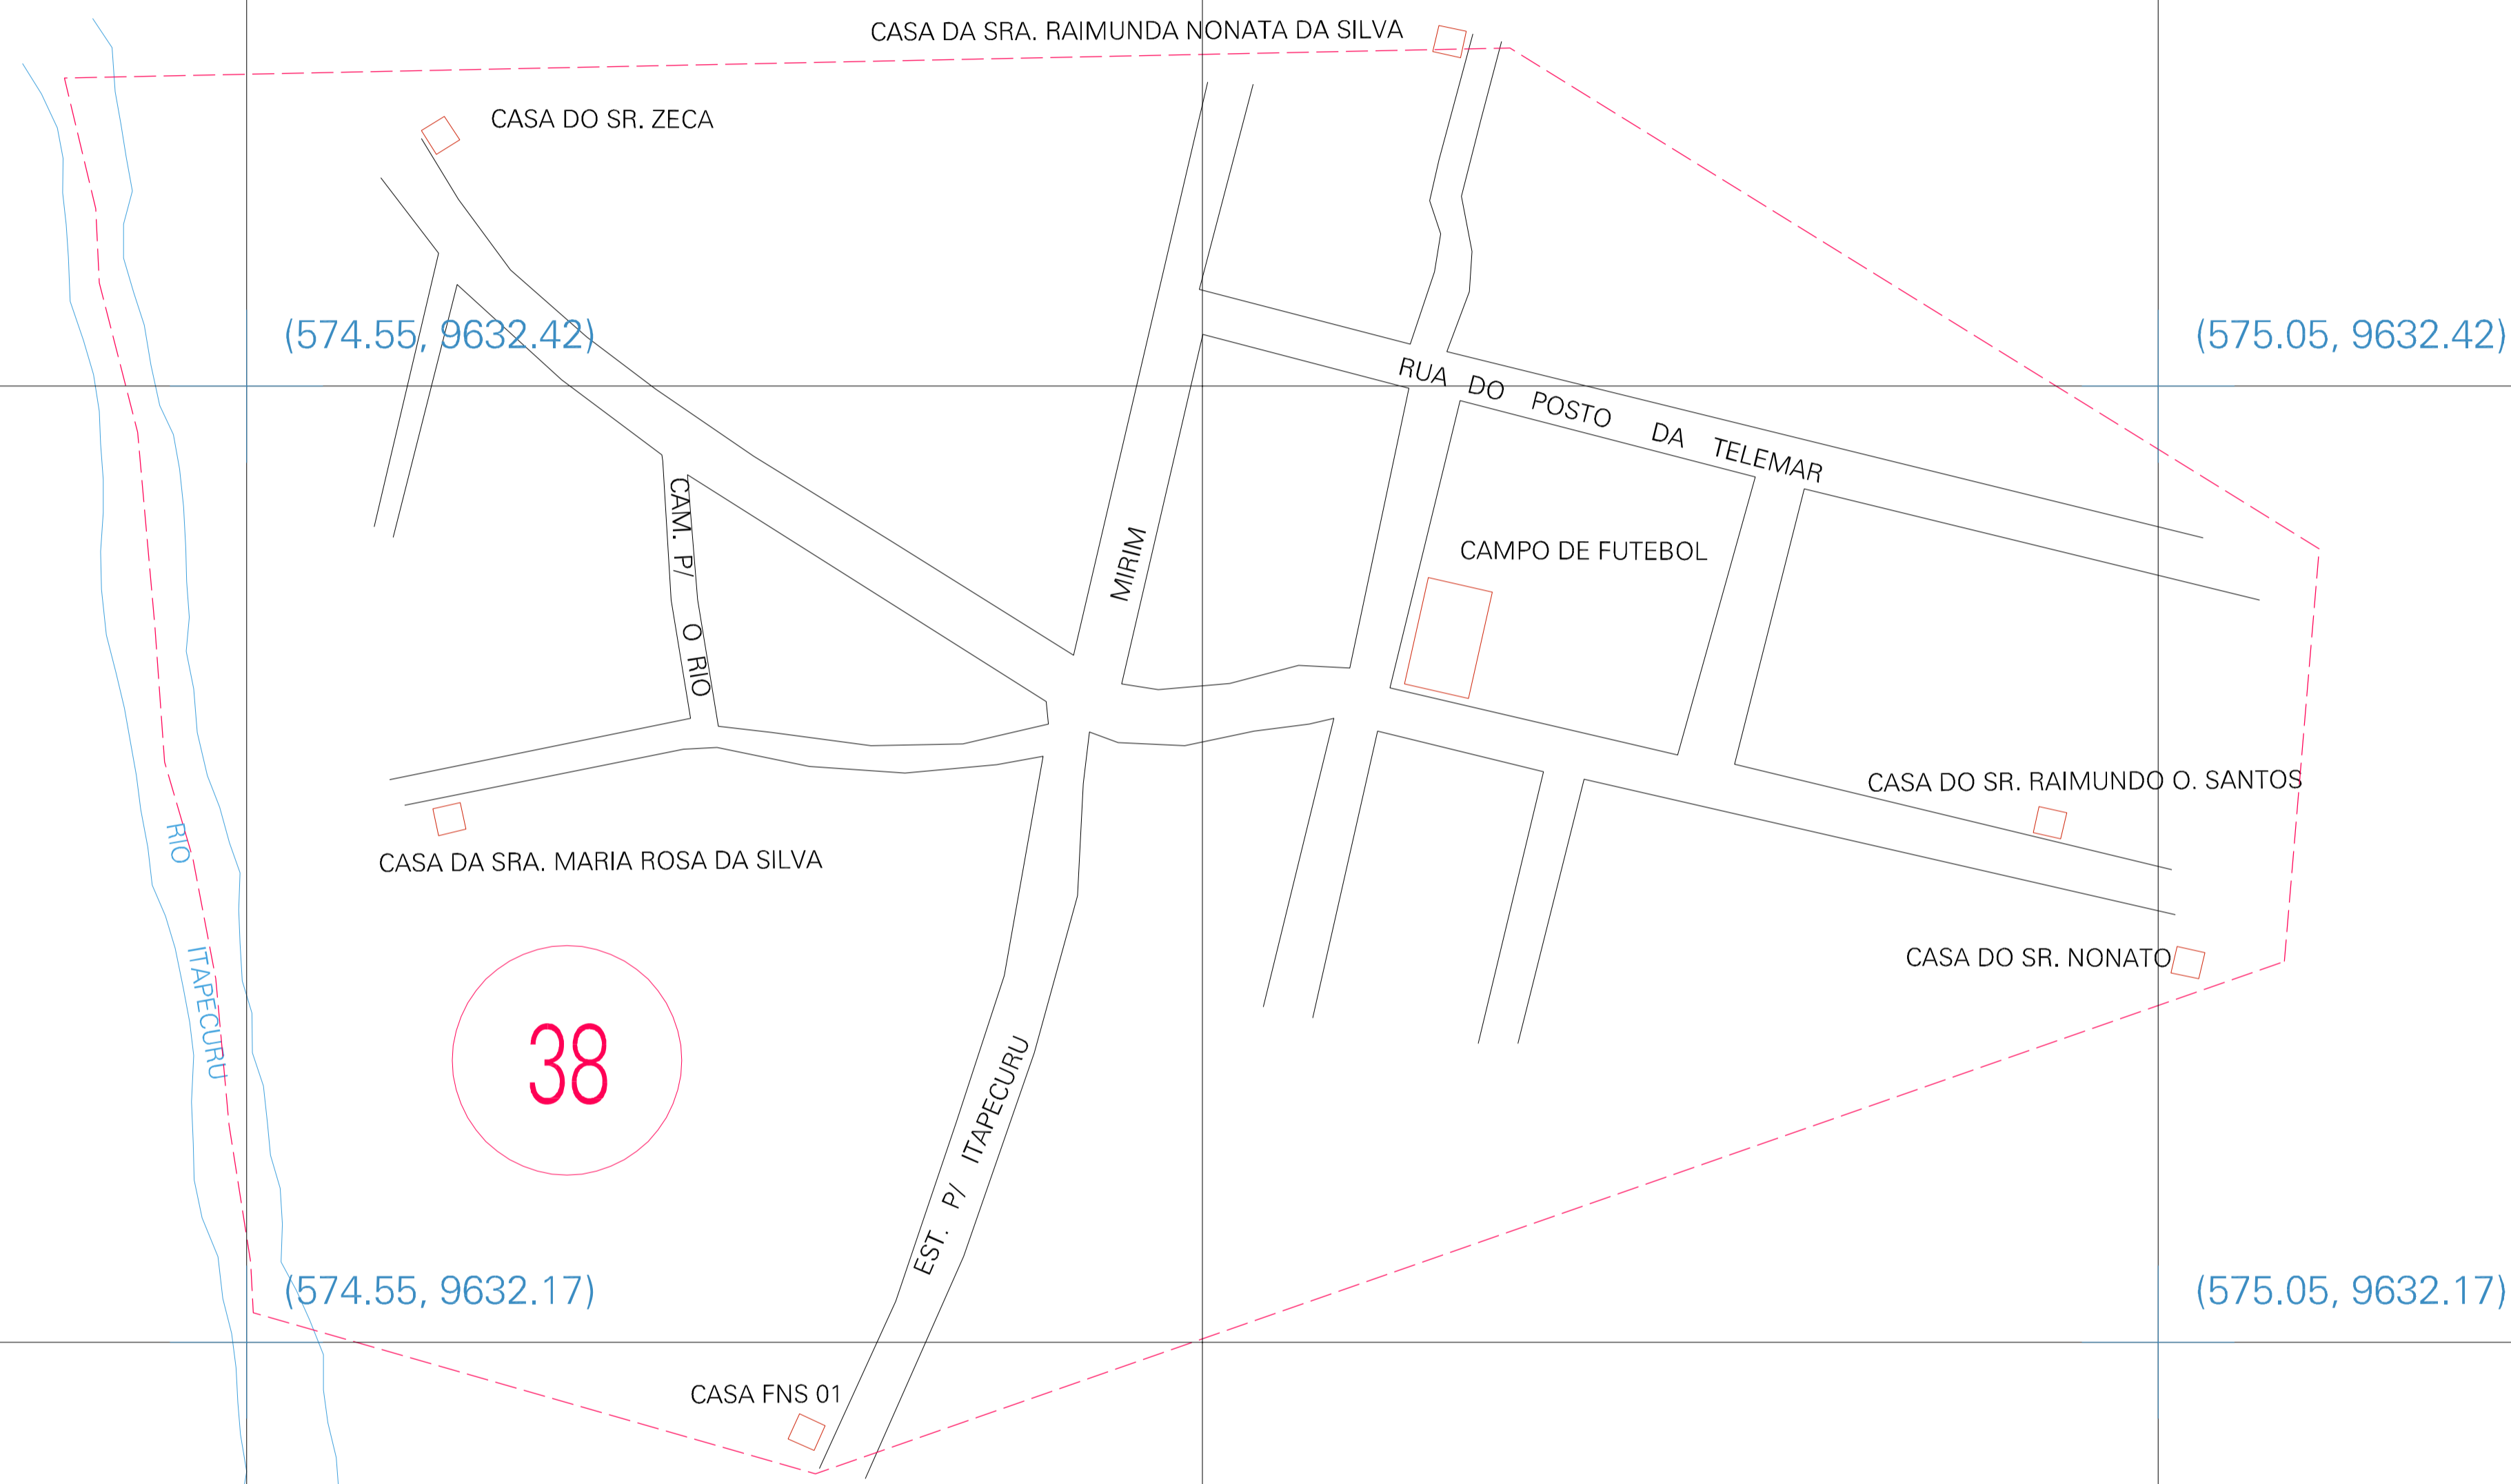 CASA DA SRA. RAIMUNDA NONATA DA SILVA
CASA DO SR. ZECA
(574.55, 9632.42)
(575.05, 9632.42)
RUA DO POSTO DA TELEMAR
CAM. P/ O RIO
MIRIM
CAMPO DE FUTEBOL
CASA DO SR. RAIMUNDO O. SANTOS
RIO ITAPECURU
CASA DA SRA. MARIA ROSA DA SILVA
CASA DO SR. NONATO
38
EST. P/ ITAPECURU
(574.55, 9632.17)
(575.05, 9632.17)
CASA FNS 01